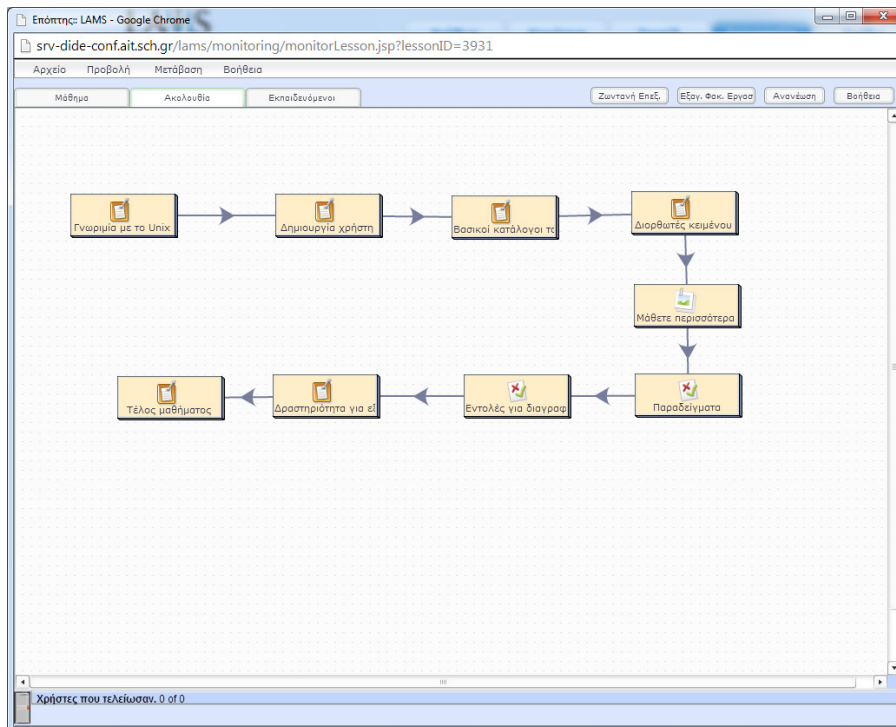 Επόπτης:: LAMS - Google Chrome
srv-dide-conf.ait.sch.gr/lams/monitoring/monitorLesson.jsp?lessonID=3931
Αρχείο Προβολή Μετάβαση Βοήθεια
Μάθημα Ακολουθία Εκπαιδευόμενοι Ζωντανή Επεξ. Εξαγ. Φακ. Εργασ Ανανέωση Βοήθεια
Γνωριμία με το Unix
Δημιουργία χρήστη
Βασικοί κατάλογοι το
Διορθωτές κειμένου
Μάθετε περισσότερα
Τέλος μαθήματος
Δραστηριότητα για εξ
Εντολές για διαγραφ
Παραδείγματα
Χρήστες που τελείωσαν. 0 of 0